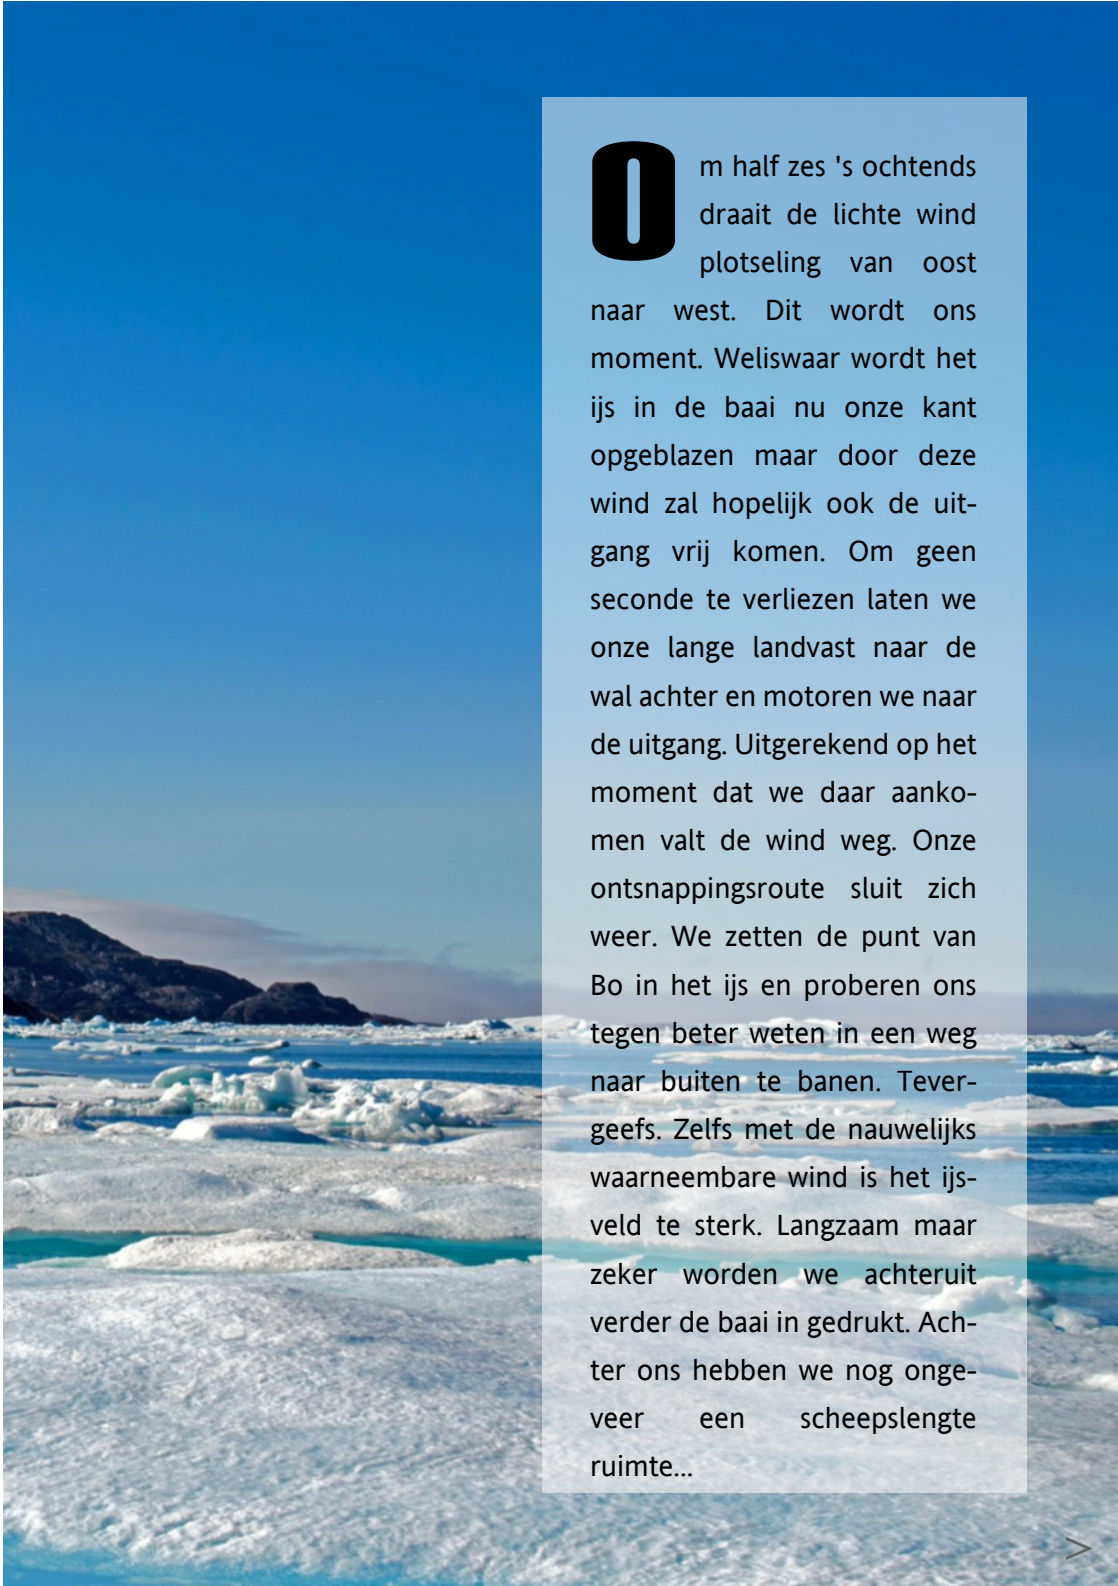 Om half zes 's ochtends
draait de lichte wind
plotseling van oost
naar west. Dit wordt ons
moment. Weliswaar wordt het
ijs in de baai nu onze kant
opgeblazen maar door deze
wind zal hopelijk ook de uit-
gang vrij komen. Om geen
seconde te verliezen laten we
onze lange landvast naar de
wal achter en motoren we naar
de uitgang. Uitgerekend op het
moment dat we daar aanko-
men valt de wind weg. Onze
ontsnappingsroute sluit zich
weer. We zetten de punt van
Bo in het ijs en proberen ons
tegen beter weten in een weg
naar buiten te banen. Tever-
geefs. Zelfs met de nauwelijks
waarneembare wind is het ijs-
veld te sterk. Langzaam maar
zeker worden we achteruit
verder de baai in gedrukt. Ach-
ter ons hebben we nog onge-
veer een scheepslengte
ruimte...
>